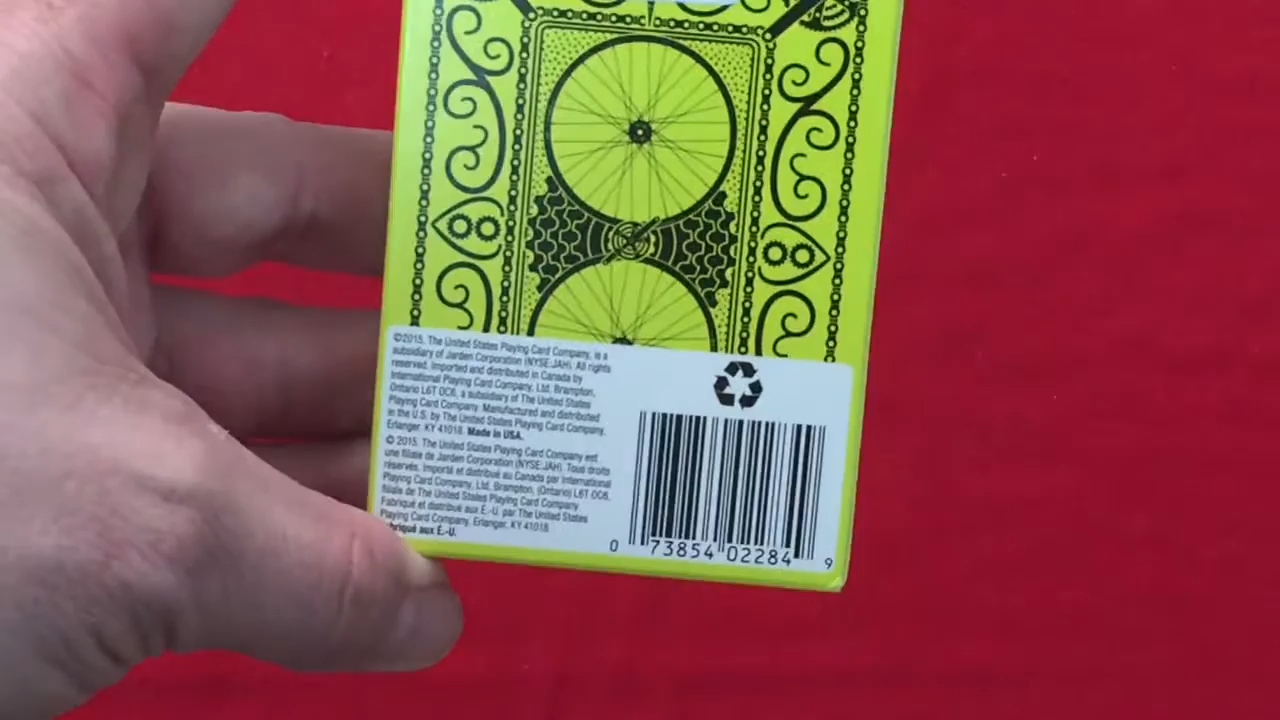 ©2015, The United States Playing Card Company, is a
subsidiary of Jarden Corporation (NYSE:JAH). All rights
reserved. Imported and distributed in Canada by
International Playing Card Company, Ltd. Brampton,
Ontario L6T 0C6, a subsidiary of The United States
Playing Card Company. Manufactured and distributed
in the U.S. by The United States Playing Card Company,
Erlanger, KY 41018. Made in USA.
© 2015, The United States Playing Card Company est
une filiale de Jarden Corporation (NYSE:JAH). Tous droits
réservés. Importé et distribué au Canada par International
Playing Card Company, Ltd, Brampton, (Ontario) L6T 0C6,
filiale de The United States Playing Card Company
Fabriqué et distribué aux É.-U. par The United States
Playing Card Company, Erlanger, KY 41018
briqué aux É.-U.
0 73854 02284 9